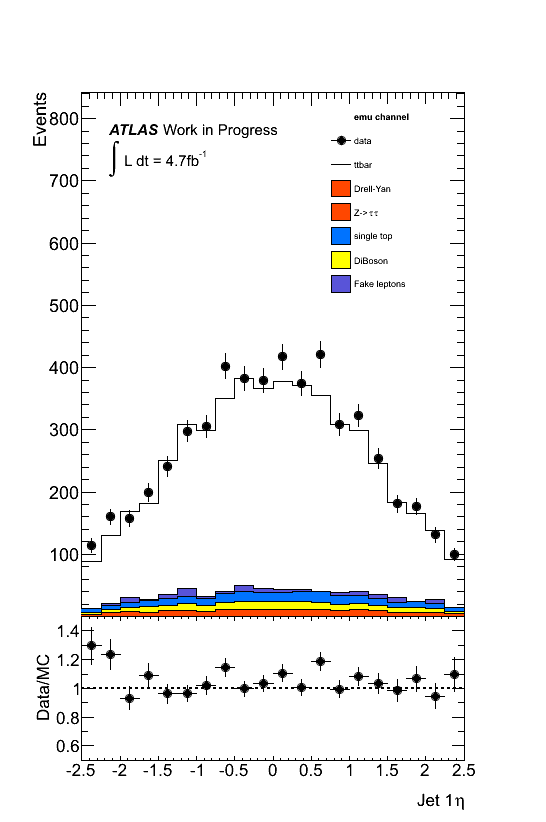 Events
800
700
600
500
400
300
200
100
ATLAS Work in Progress
∫ L dt = 4.7fb⁻¹
emu channel
data
ttbar
Drell-Yan
Z->ττ
single top
DiBoson
Fake leptons
Data/MC
1.4
1.2
1
0.8
0.6
-2.5 -2 -1.5 -1 -0.5 0 0.5 1 1.5 2 2.5
Jet 1η